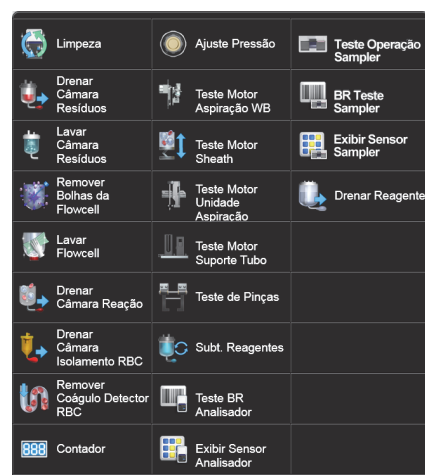 Limpeza
Drenar
Câmara
Resíduos
Lavar
Câmara
Resíduos
Remover
Bolhas da
Flowcell
Lavar
Flowcell
Drenar
Câmara Reação
Drenar
Câmara
Isolamento RBC
Remover
Coágulo Detector
RBC
888
Contador
Ajuste Pressão
Teste Motor
Aspiração WB
Teste Motor
Sheath
Teste Motor
Unidade
Aspiração
Teste Motor
Suporte Tubo
Teste de Pinças
Subt. Reagentes
Teste BR
Analisador
Exibir Sensor
Analisador
Teste Operação
Sampler
BR Teste
Sampler
Exibir Sensor
Sampler
Drenar Reagente